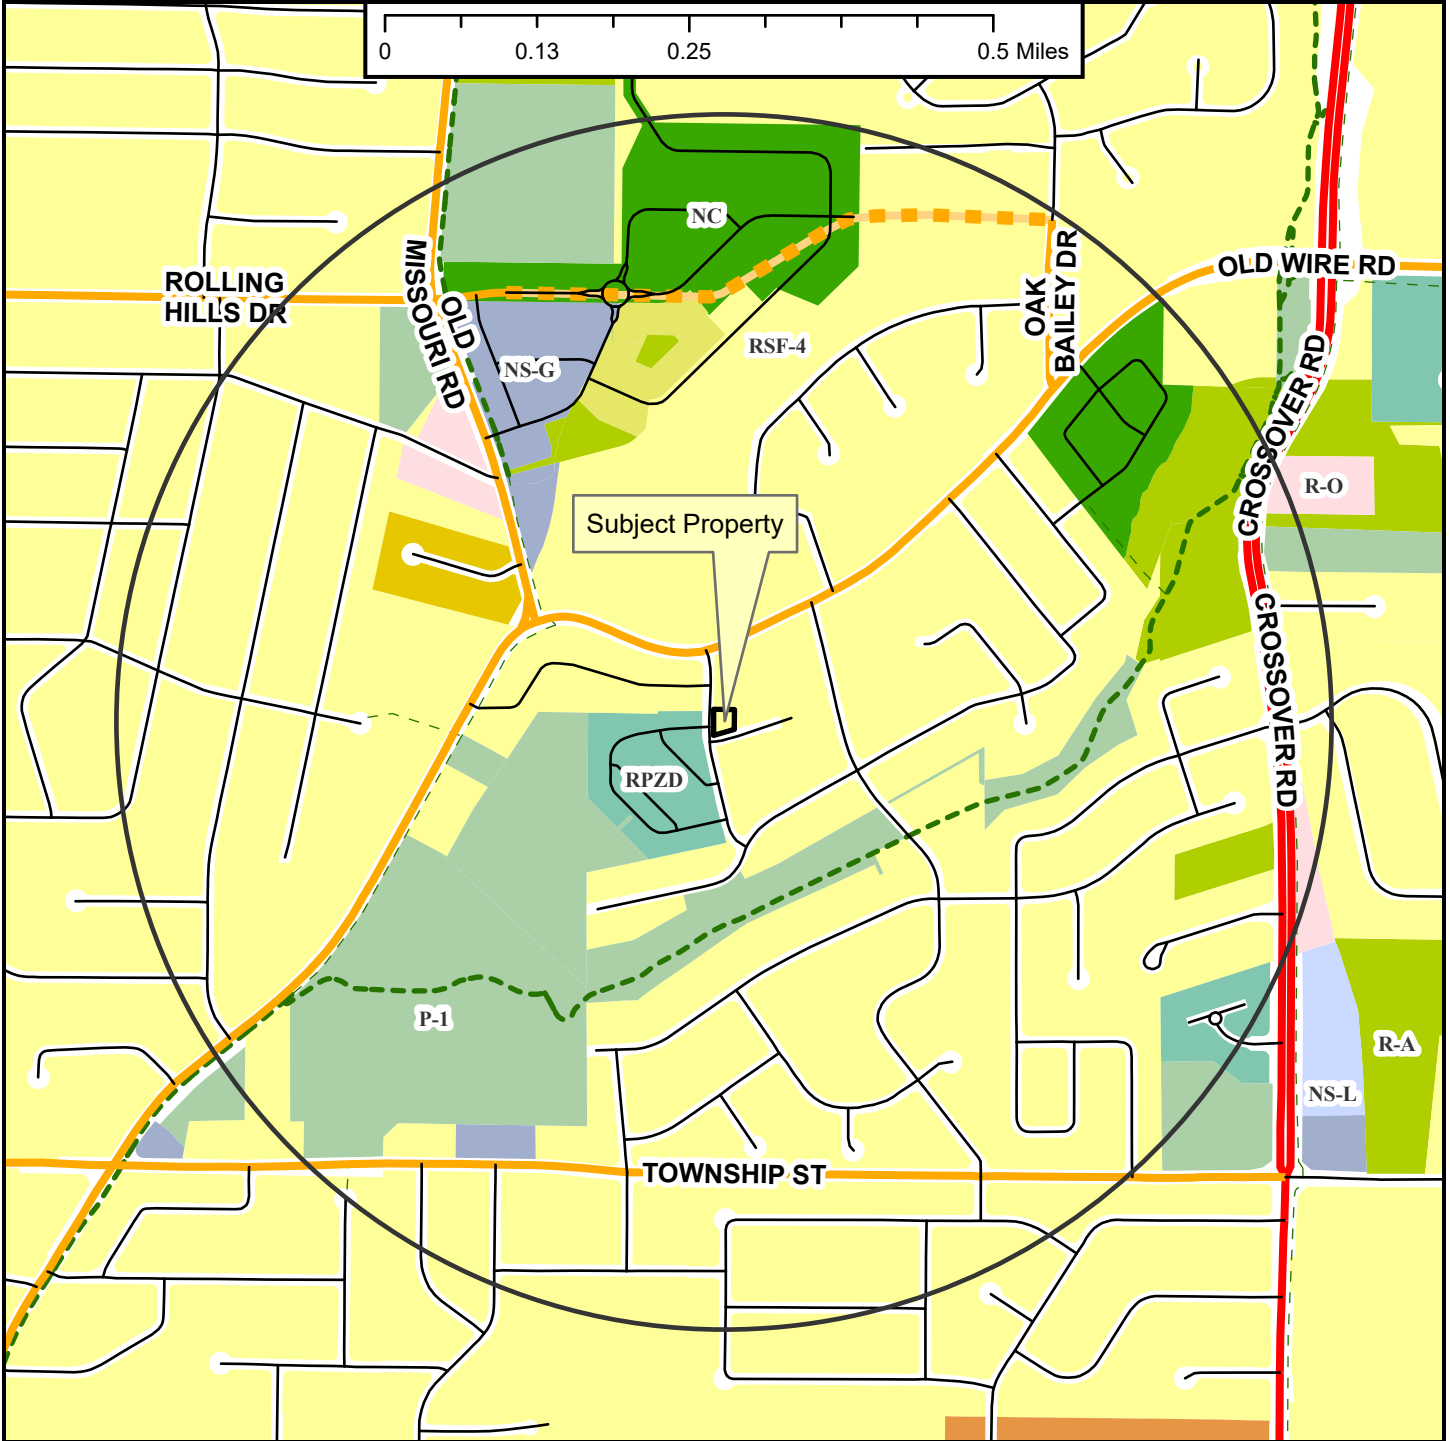 0 0.13 0.25 0.5 Miles
NC
ROLLING
HILLS DR
OLD
MISSOURI RD
OAK
BAILEY DR
OLD WIRE RD
NS-G
RSF-4
CROSSOVER RD
R-O
Subject Property
CROSSOVER RD
RPZD
P-1
R-A
NS-L
TOWNSHIP ST